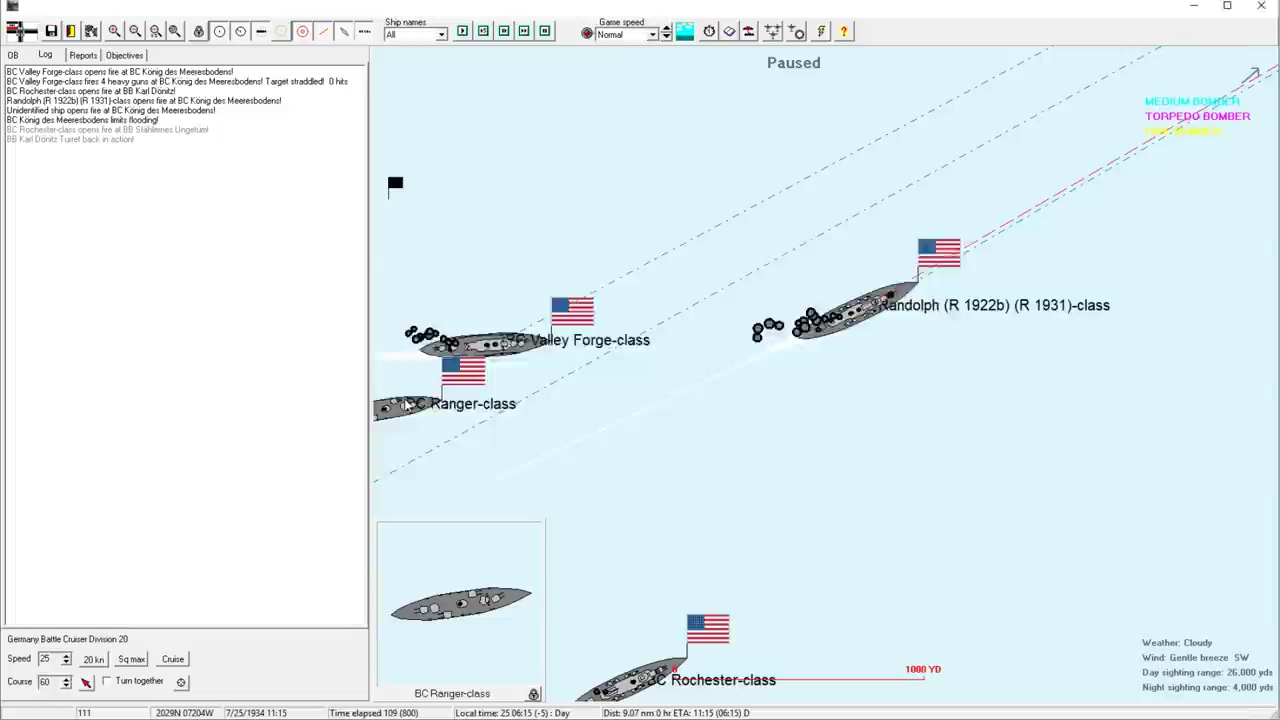 Ship names
All
Game speed
Normal
OB
Log
Reports
Objectives
BC Valley Forge-class opens fire at BC König des Meeresbodens!
BC Valley Forge-class fires 4 heavy guns at BC König des Meeresbodens! Target straddled!  0 hits
BC Rochester-class opens fire at BB Karl Dönitz!
Randolph (R 1922b) (R 1931)-class opens fire at BC König des Meeresbodens!
Unidentified ship opens fire at BC König des Meeresbodens!
BC König des Meeresbodens limits flooding!
BC Rochester-class opens fire at BB Stählernes Ungetüm!
BB Karl Dönitz Turret back in action!
Paused
MEDIUM BOMBER
TORPEDO BOMBER
Randolph (R 1922b) (R 1931)-class
Valley Forge-class
Ranger-class
1000 YD
C Rochester-class
BC Ranger-class
Weather: Cloudy
Wind: Gentle breeze  SW
Day sighting range: 26,000 yds
Night sighting range: 4,000 yds
Germany Battle Cruiser Division 20
Speed
25
20 kn
Sq max
Cruise
Course
60
Turn together
111
2029N 07204W
7/25/1934 11:15
Time elapsed 109 (800)
Local time: 25 06:15 (-5) : Day
Dist: 9.07 nm 0 hr ETA: 11:15 (06:15) D